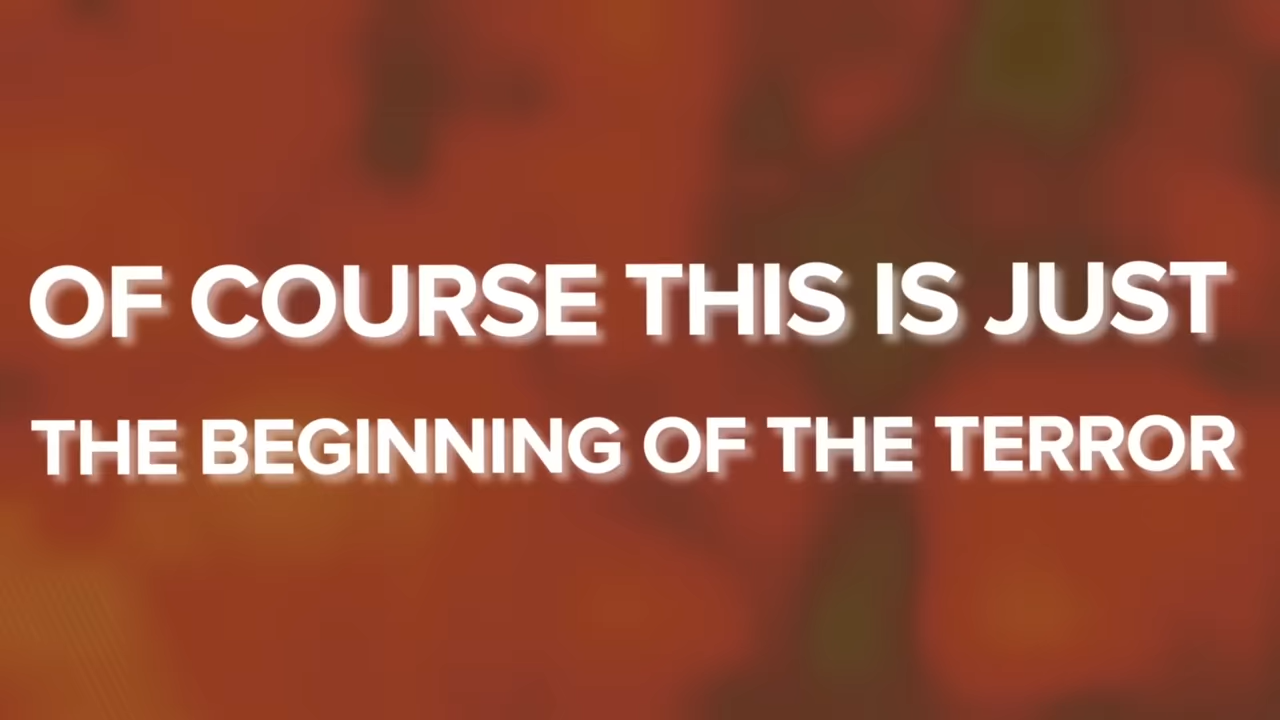 OF COURSE THIS IS JUST
THE BEGINNING OF THE TERROR